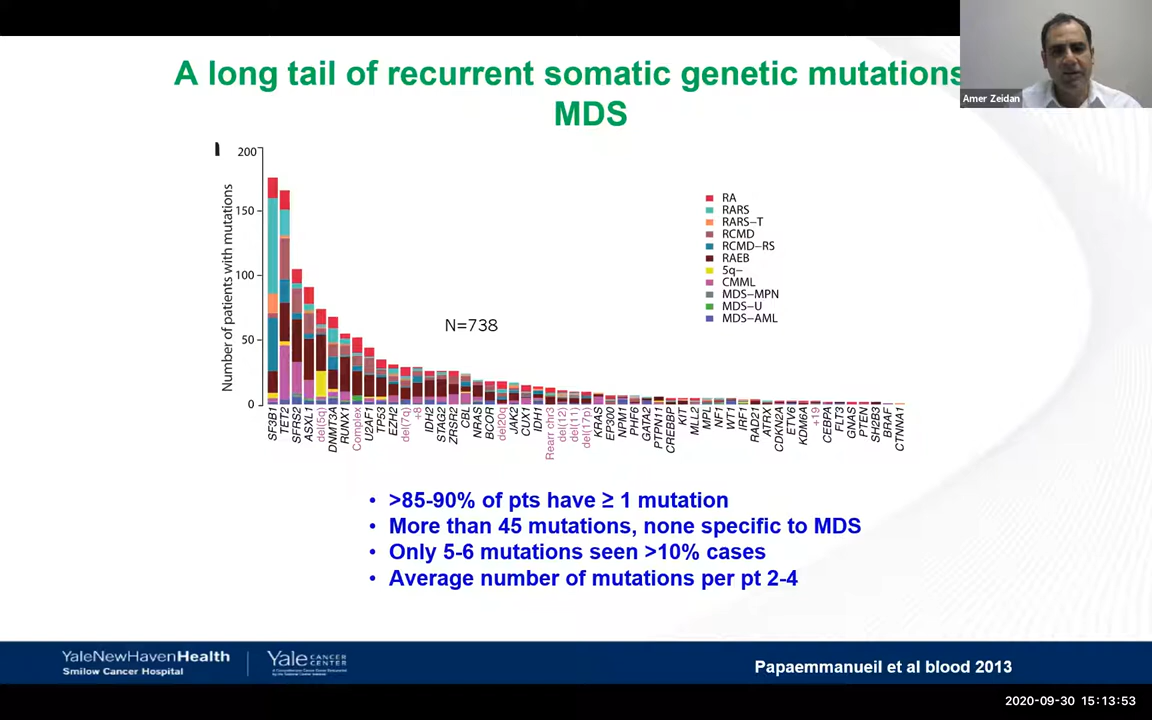 A long tail of recurrent somatic genetic mutations
MDS
Amer Zeidan
Number of patients with mutations
200
150
100
50
0
N=738
RA
RARS
RARS-T
RCMD
RCMD-RS
RAEB
5q-
CMML
MDS-MPN
MDS-U
MDS-AML
SF3B1
TET2
SFRS2
ASXL1
del(5q)
DNMT3A
RUNX1
Complex
U2AF1
TP53
EZH2
del(7q)
+8
IDH2
STAG2
ZRSR2
CBL
NRAS
BCOR
del20q
JAK2
CUX1
IDH1
Rearr chr3
del(12)
del(11)
del(17p)
KRAS
EP300
NPM1
PHF6
GATA2
PTPN11
CREBBP
KIT
MLL2
MPL
NF1
WT1
IRF1
RAD21
ATRX
CDKN2A
ETV6
KDM6A
+19
CEBPA
FLT3
GNAS
PTEN
SH2B3
BRAF
CTNNA1
• >85-90% of pts have ≥ 1 mutation
• More than 45 mutations, none specific to MDS
• Only 5-6 mutations seen >10% cases
• Average number of mutations per pt 2-4
YaleNewHavenHealth
Smilow Cancer Hospital
Yale CANCER CENTER
Papaemmanueil et al blood 2013
2020-09-30 15:13:53